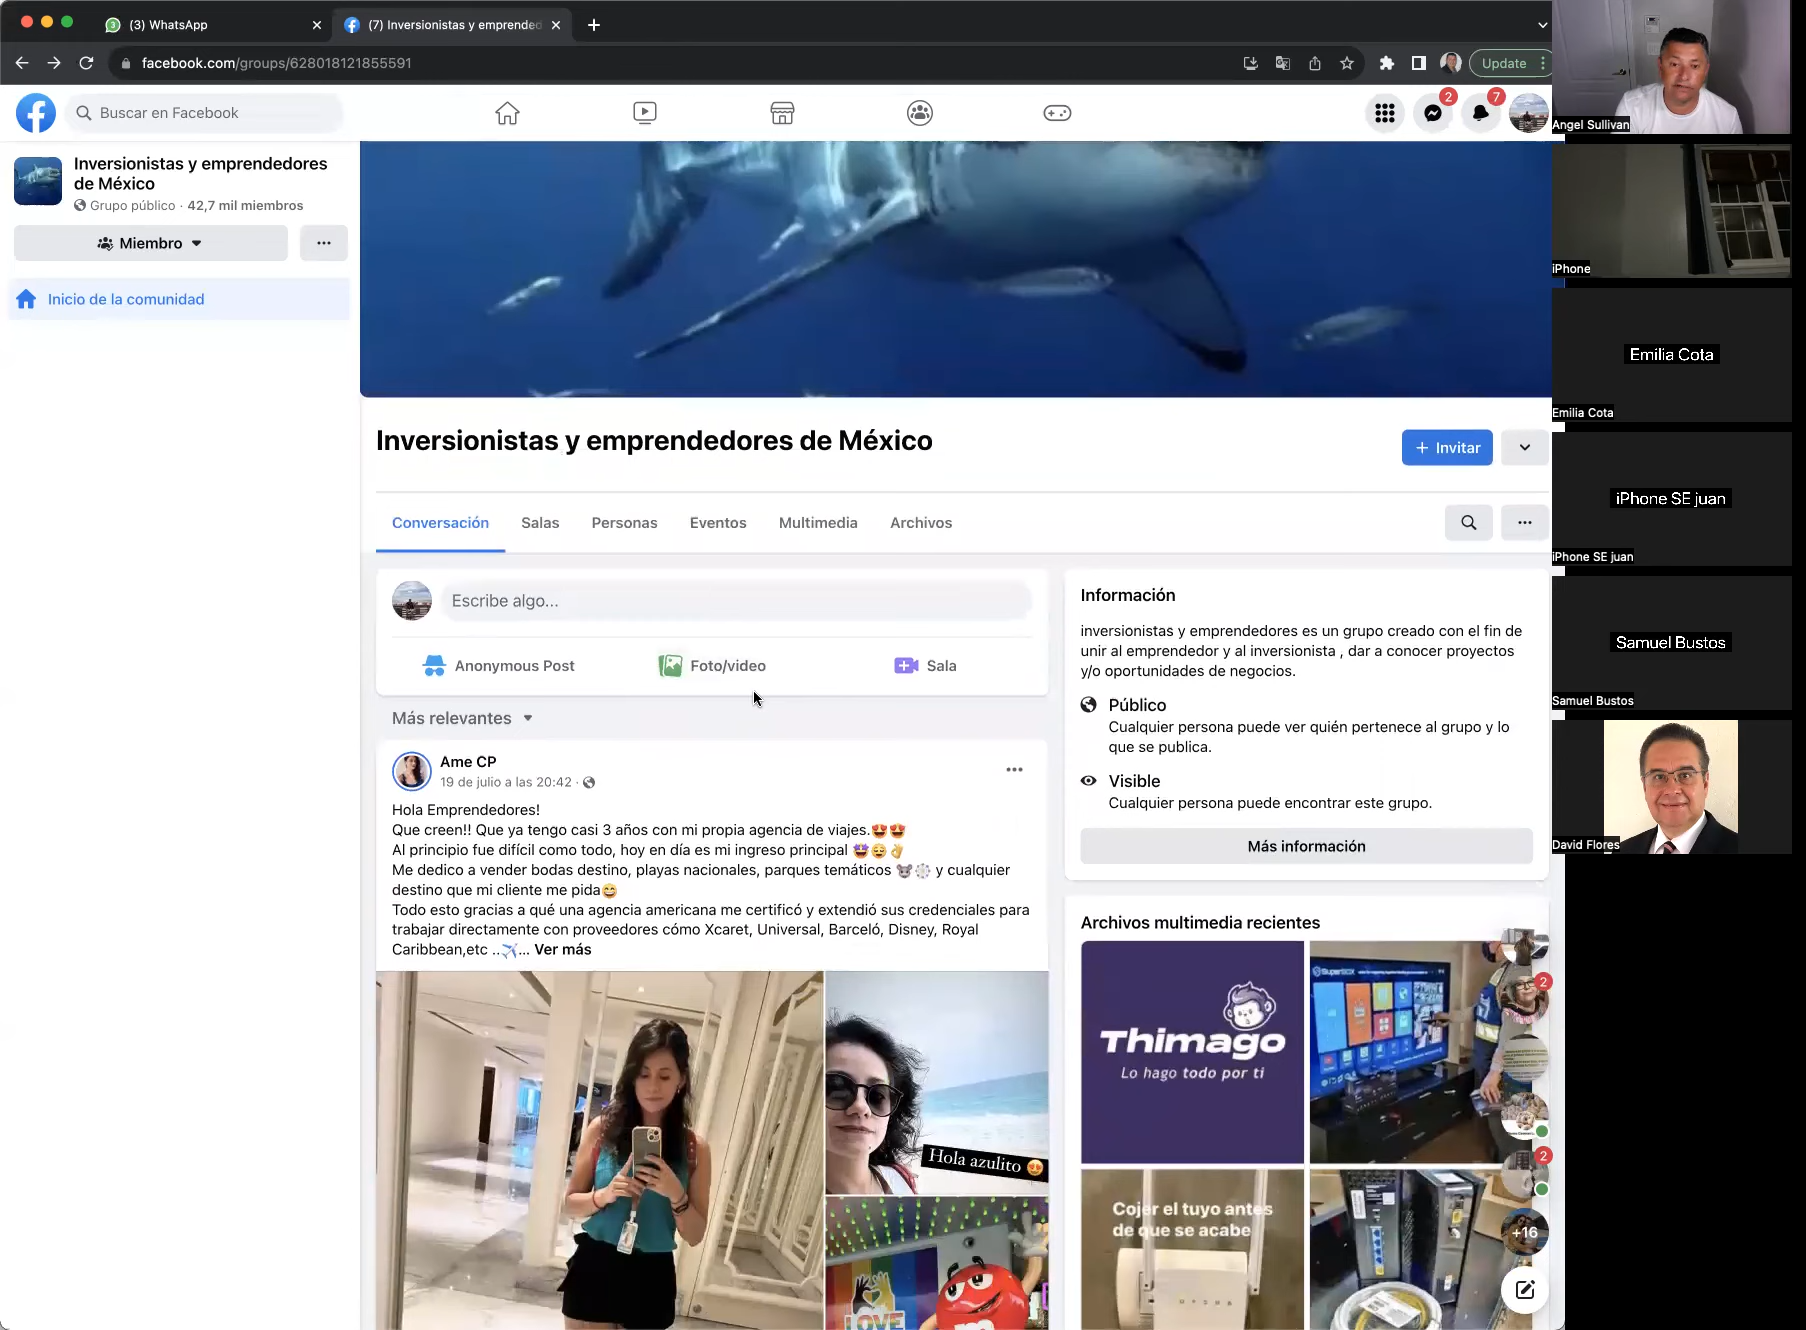 (3) WhatsApp
(7) Inversionistas y emprended
facebook.com/groups/628018121855591
Update
Buscar en Facebook
2
7
Inversionistas y emprendedores
de México
Grupo público · 42,7 mil miembros
Miembro
Inicio de la comunidad
Inversionistas y emprendedores de México
+ Invitar
Conversación
Salas
Personas
Eventos
Multimedia
Archivos
Escribe algo...
Anonymous Post
Foto/video
Sala
Más relevantes
Ame CP
19 de julio a las 20:42 ·
Hola Emprendedores!
Que creen!! Que ya tengo casi 3 años con mi propia agencia de viajes.😍😍
Al principio fue difícil como todo, hoy en día es mi ingreso principal 🤩😌👌
Me dedico a vender bodas destino, playas nacionales, parques temáticos 🐭🎡 y cualquier
destino que mi cliente me pida😄
Todo esto gracias a qué una agencia americana me certificó y extendió sus credenciales para
trabajar directamente con proveedores cómo Xcaret, Universal, Barceló, Disney, Royal
Caribbean,etc ..✈️... Ver más
Hola azulito 😍
LOVE
m
Información
inversionistas y emprendedores es un grupo creado con el fin de
unir al emprendedor y al inversionista , dar a conocer proyectos
y/o oportunidades de negocios.
Público
Cualquier persona puede ver quién pertenece al grupo y lo
que se publica.
Visible
Cualquier persona puede encontrar este grupo.
Más información
Archivos multimedia recientes
Thimago
Lo hago todo por ti
SuperBox
Cojer el tuyo antes
de que se acabe
2
2
+16
Angel Sullivan
iPhone
Emilia Cota
Emilia Cota
iPhone SE juan
iPhone SE juan
Samuel Bustos
Samuel Bustos
David Flores